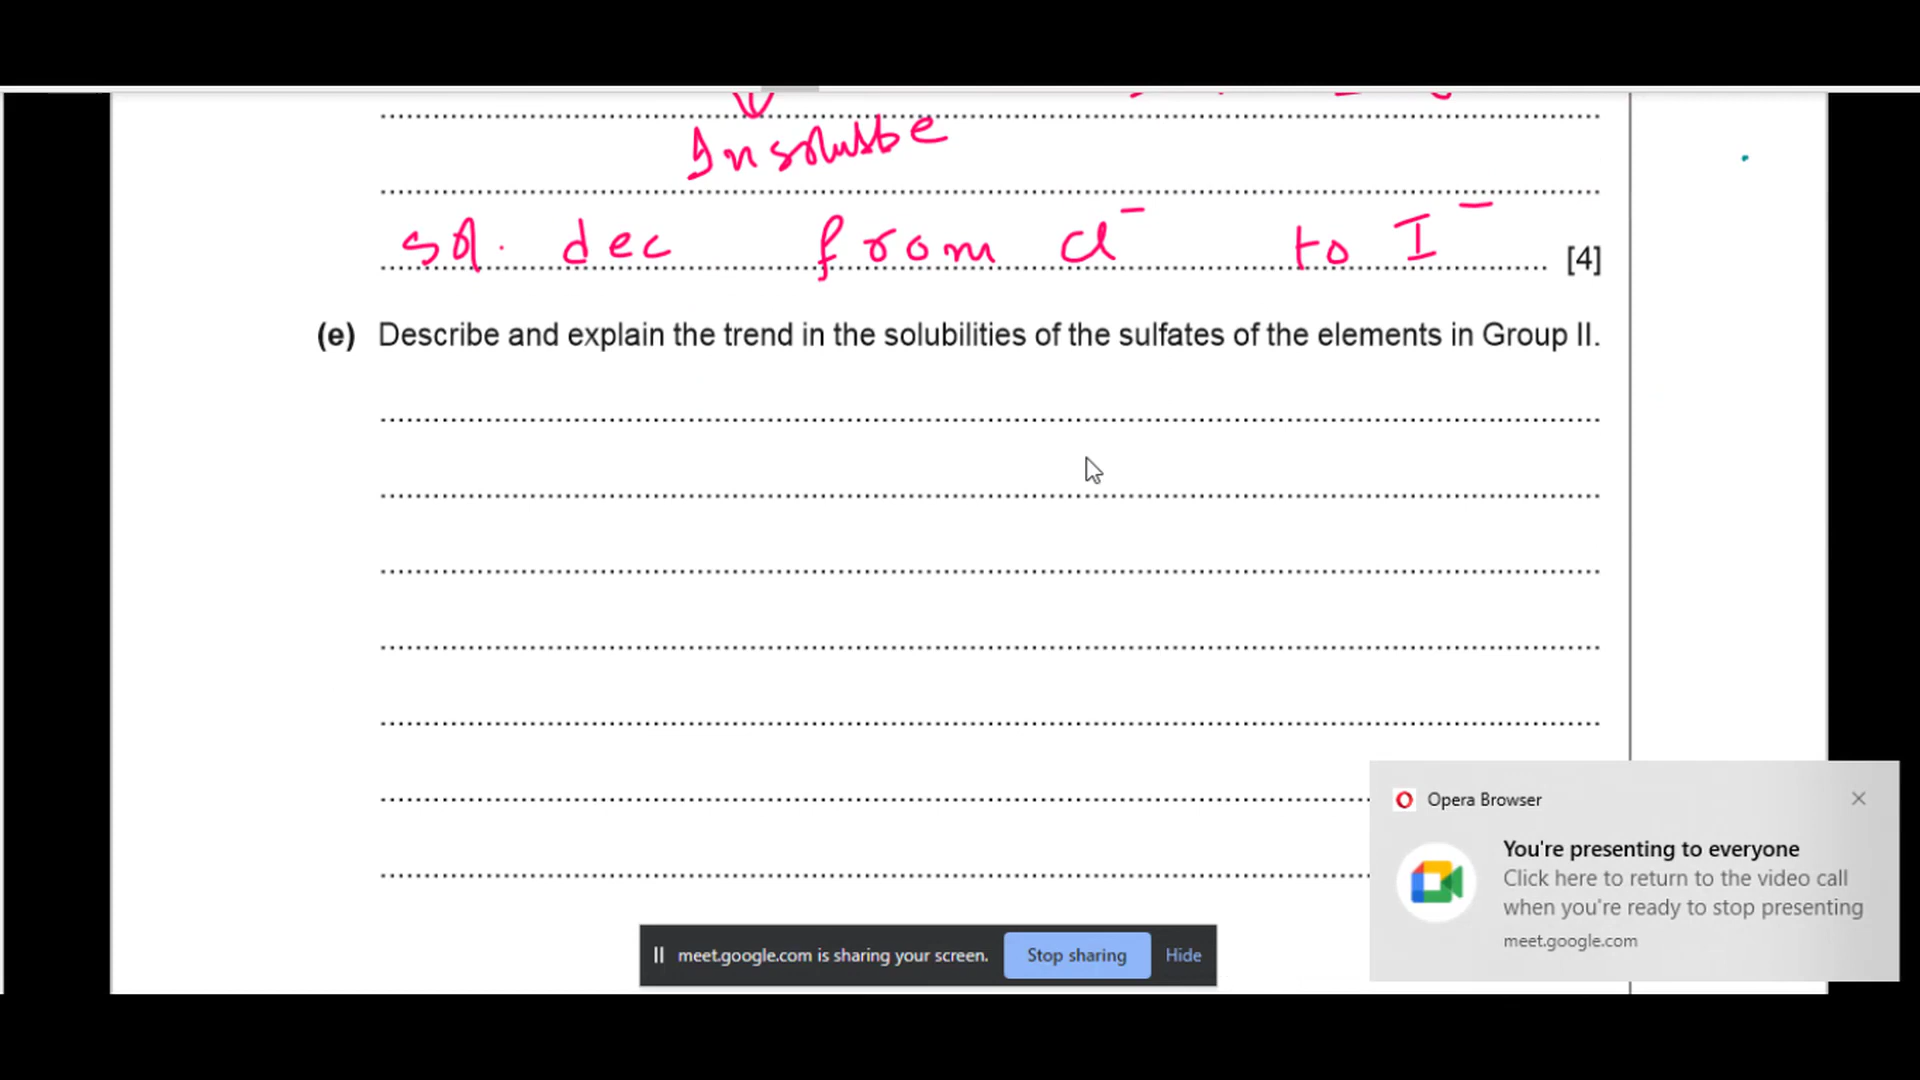 Insoluble
sol. dec from Cl⁻ to I⁻
[4]
(e) Describe and explain the trend in the solubilities of the sulfates of the elements in Group II.
Opera Browser
You're presenting to everyone
Click here to return to the video call
when you're ready to stop presenting
meet.google.com
meet.google.com is sharing your screen. Stop sharing Hide